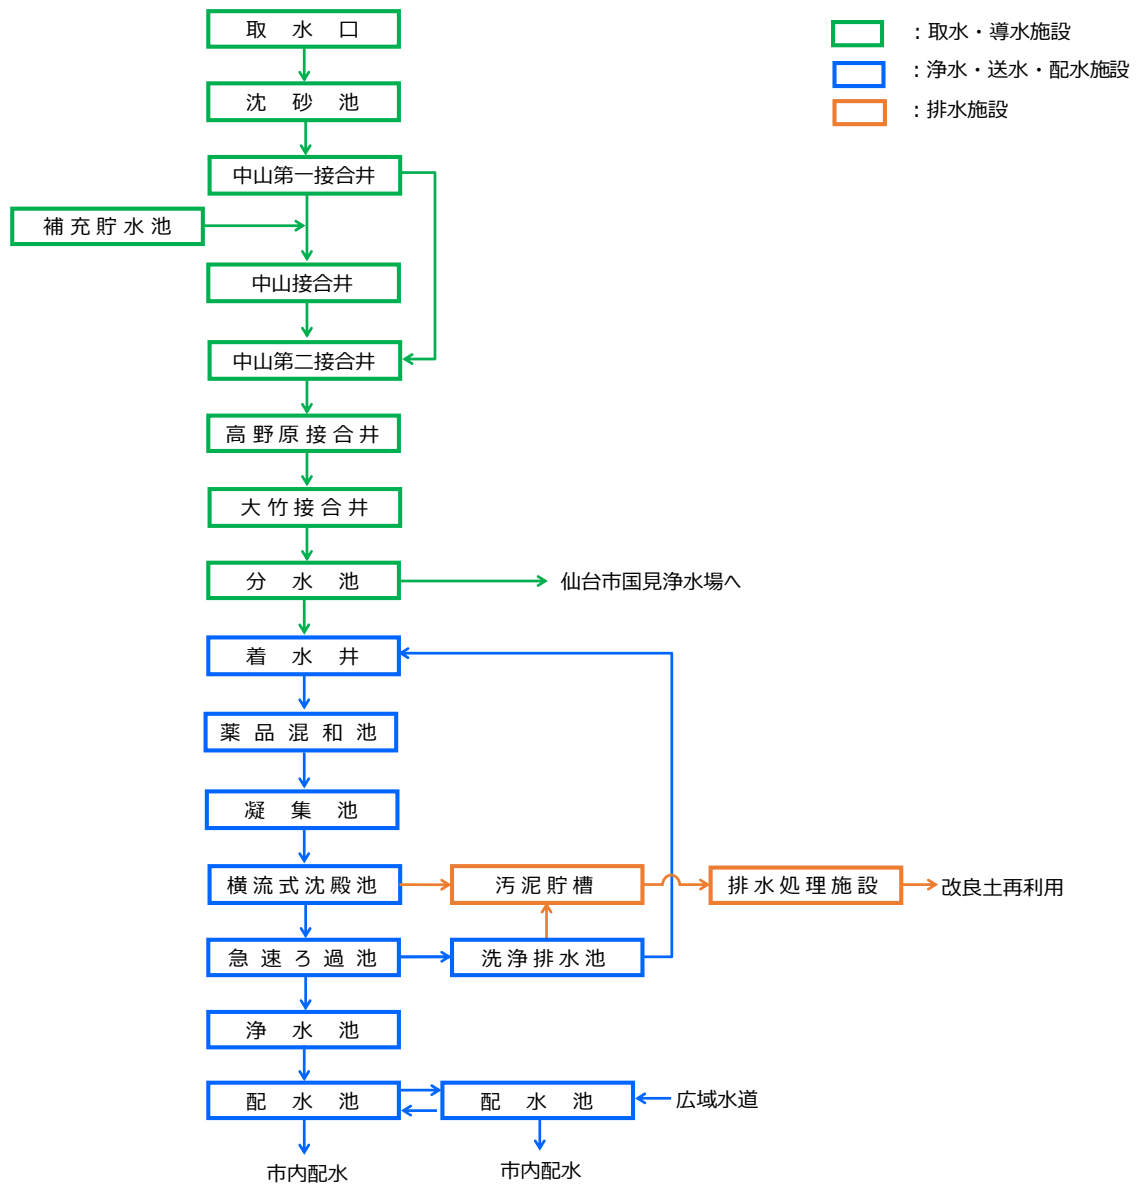 取水口
：取水・導水施設
：浄水・送水・配水施設
沈砂池
：排水施設
中山第一接合井
補充貯水池
中山接合井
中山第二接合井
高野原接合井
大竹接合井
分水池
仙台市国見浄水場へ
着水井
薬品混和池
凝集池
横流式沈殿池
汚泥貯槽
排水処理施設
改良土再利用
急速ろ過池
洗浄排水池
浄水池
配水池
配水池
広域水道
市内配水
市内配水